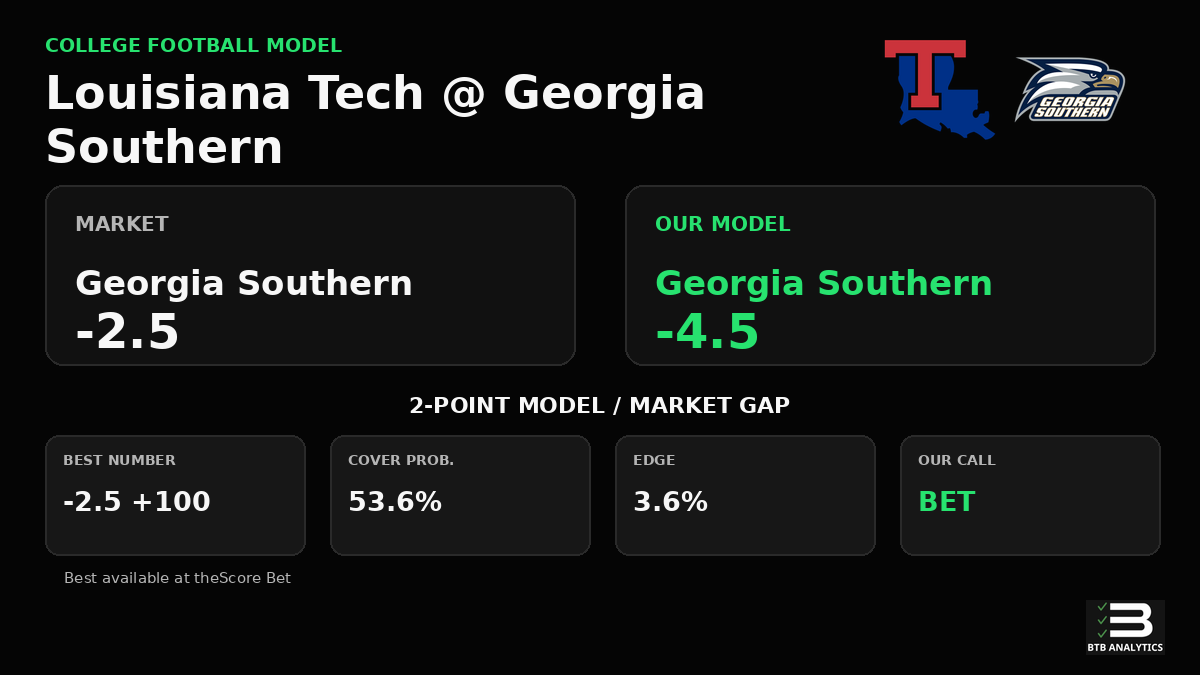 COLLEGE FOOTBALL MODEL
Louisiana Tech @ Georgia
Southern
T
GEORGIA
SOUTHERN
MARKET
Georgia Southern
-2.5
OUR MODEL
Georgia Southern
-4.5
2-POINT MODEL / MARKET GAP
BEST NUMBER
-2.5 +100
COVER PROB.
53.6%
EDGE
3.6%
OUR CALL
BET
Best available at theScore Bet
B
BTB ANALYTICS